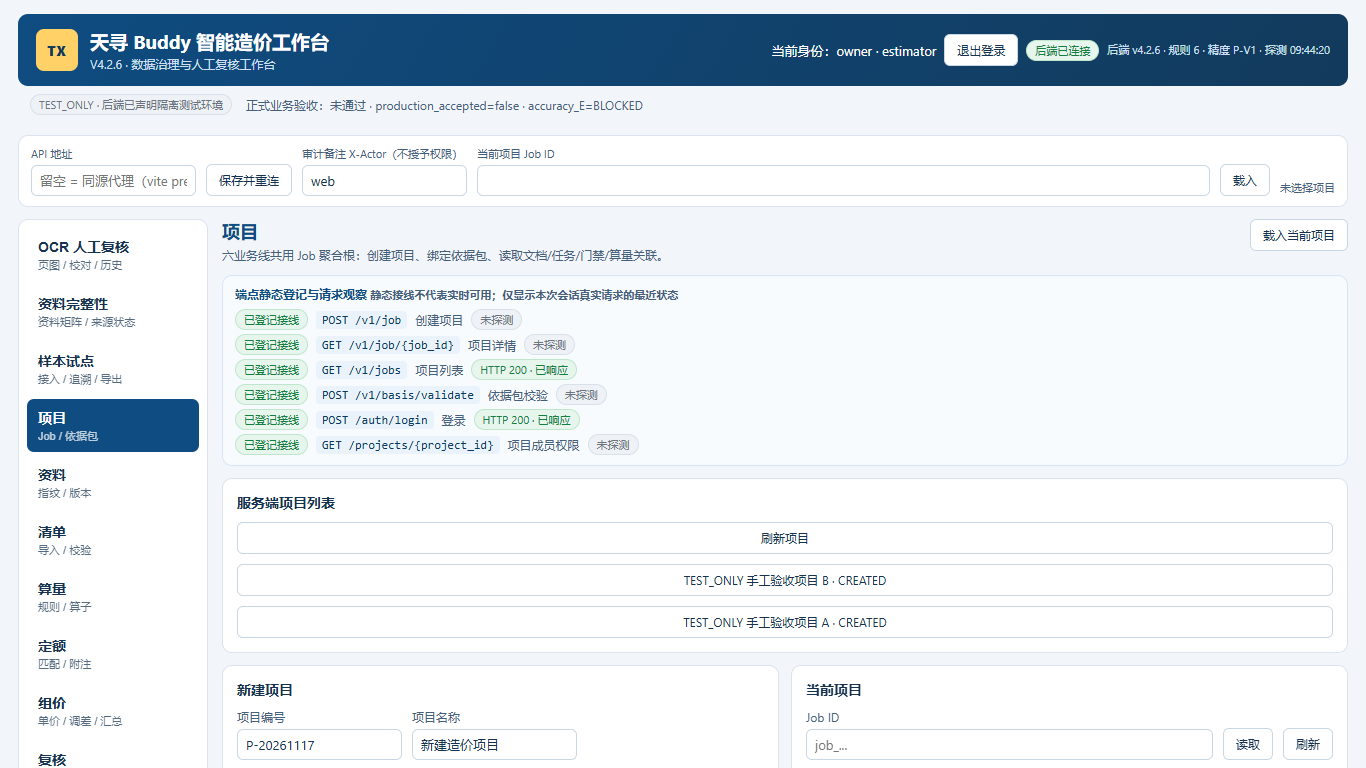 TX
天寻 Buddy 智能造价工作台
V4.2.6 · 数据治理与人工复核工作台
当前身份：owner · estimator
退出登录
后端已连接
后端 v4.2.6 · 规则 6 · 精度 P-V1 · 探测 09:44:20
TEST_ONLY · 后端已声明隔离测试环境
正式业务验收：未通过 · production_accepted=false · accuracy_E=BLOCKED
API 地址
留空 = 同源代理（vite pre
保存并重连
审计备注 X-Actor（不授予权限）
web
当前项目 Job ID
载入
未选择项目
OCR 人工复核
页图 / 校对 / 历史
资料完整性
资料矩阵 / 来源状态
样本试点
接入 / 追溯 / 导出
项目
Job / 依据包
资料
指纹 / 版本
清单
导入 / 校验
算量
规则 / 算子
定额
匹配 / 附注
组价
单价 / 调差 / 汇总
复核
项目
六业务线共用 Job 聚合根：创建项目、绑定依据包、读取文档/任务/门禁/算量关联。
载入当前项目
端点静态登记与请求观察 静态接线不代表实时可用；仅显示本次会话真实请求的最近状态
已登记接线 POST /v1/job 创建项目 未探测
已登记接线 GET /v1/job/{job_id} 项目详情 未探测
已登记接线 GET /v1/jobs 项目列表 HTTP 200 · 已响应
已登记接线 POST /v1/basis/validate 依据包校验 未探测
已登记接线 POST /auth/login 登录 HTTP 200 · 已响应
已登记接线 GET /projects/{project_id} 项目成员权限 未探测
服务端项目列表
刷新项目
TEST_ONLY 手工验收项目 B · CREATED
TEST_ONLY 手工验收项目 A · CREATED
新建项目
项目编号
P-20261117
项目名称
新建造价项目
当前项目
Job ID
job_...
读取
刷新